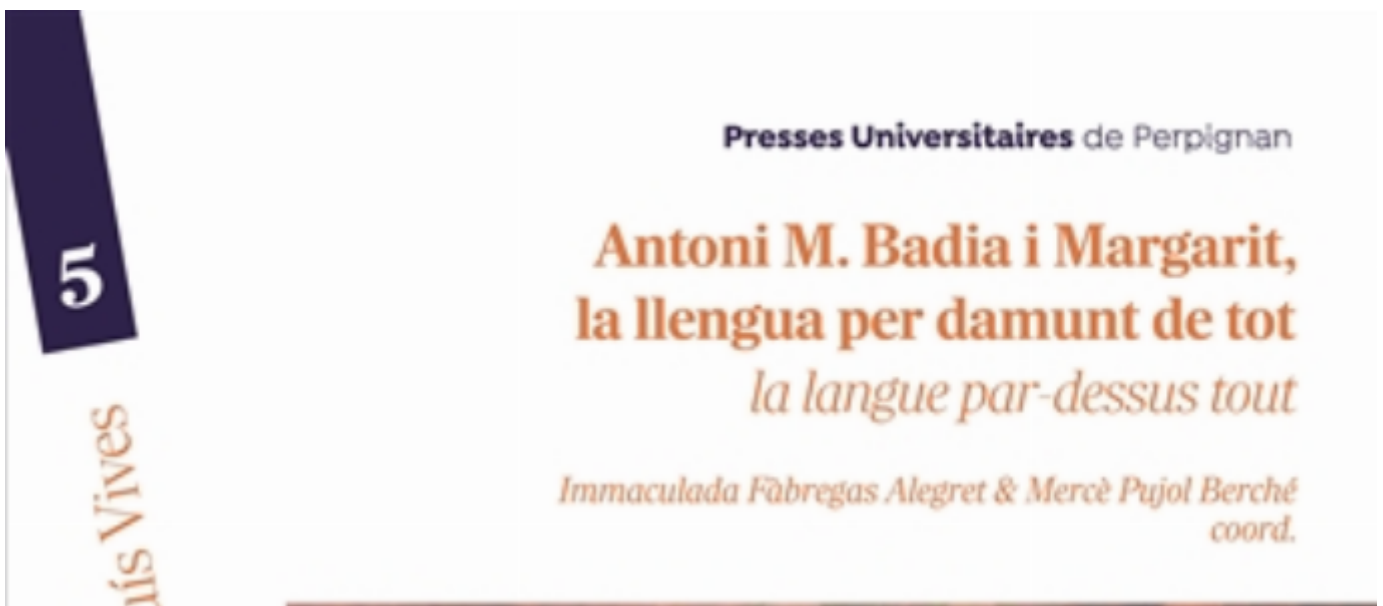 Presses Universitaires de Perpignan
Antoni M. Badia i Margarit,
la llengua per damunt de tot
la langue par-dessus tout
Immaculada Fàbregas Alegret & Mercè Pujol Berché
coord.
5
Vives